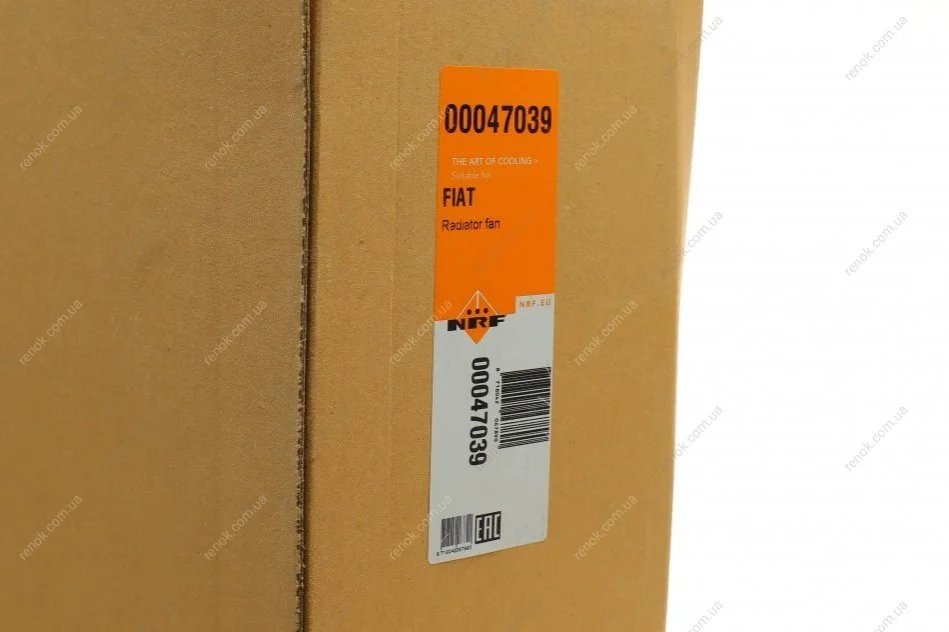 00047039
THE ART OF COOLING >
Suitable for:
FIAT
Radiator fan
NRF.EU
NRF
00047039
EAC
renok.com.ua